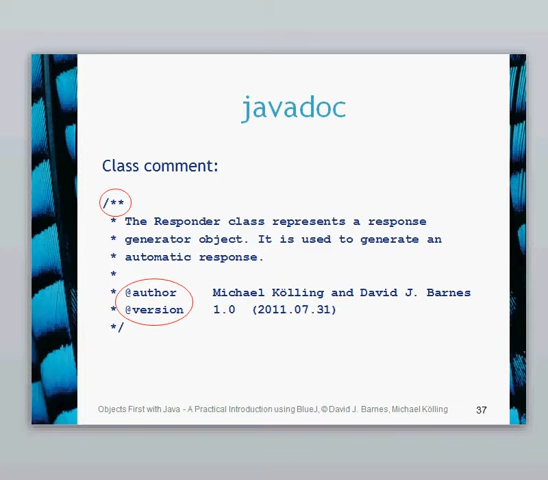 javadoc
Class comment:
/**
* The Responder class represents a response
* generator object. It is used to generate an
* automatic response.
*
* @author Michael Kölling and David J. Barnes
* @version 1.0 (2011.07.31)
*/
Objects First with Java - A Practical Introduction using BlueJ, © David J. Barnes, Michael Kölling 37